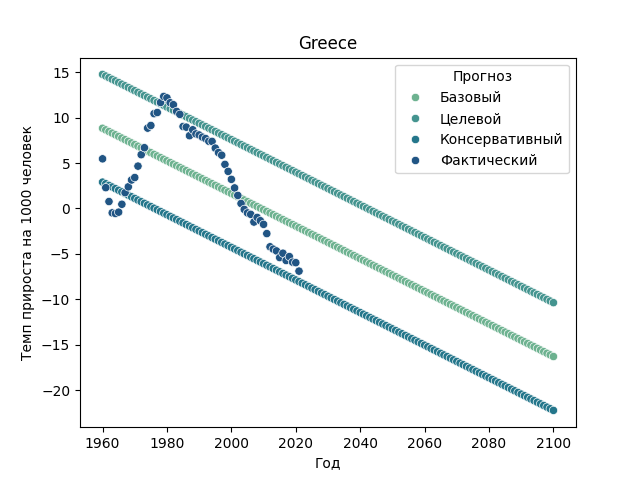 Greece
Прогноз
Базовый
Целевой
Консервативный
Фактический
Темп прироста на 1000 человек
15
10
5
0
−5
−10
−15
−20
1960 1980 2000 2020 2040 2060 2080 2100
Год